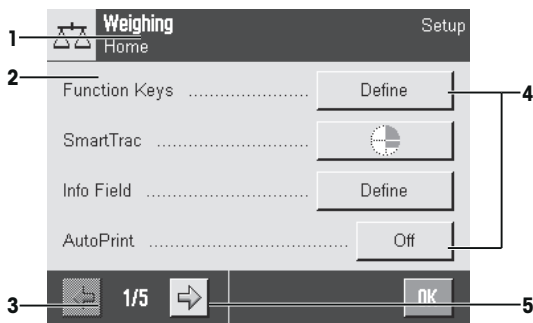 Weighing
Setup
1
Home
2
Function Keys ........................ Define
4
SmartTrac ................................
Info Field ................................ Define
AutoPrint ....................................... Off
3
1/5
OK
5